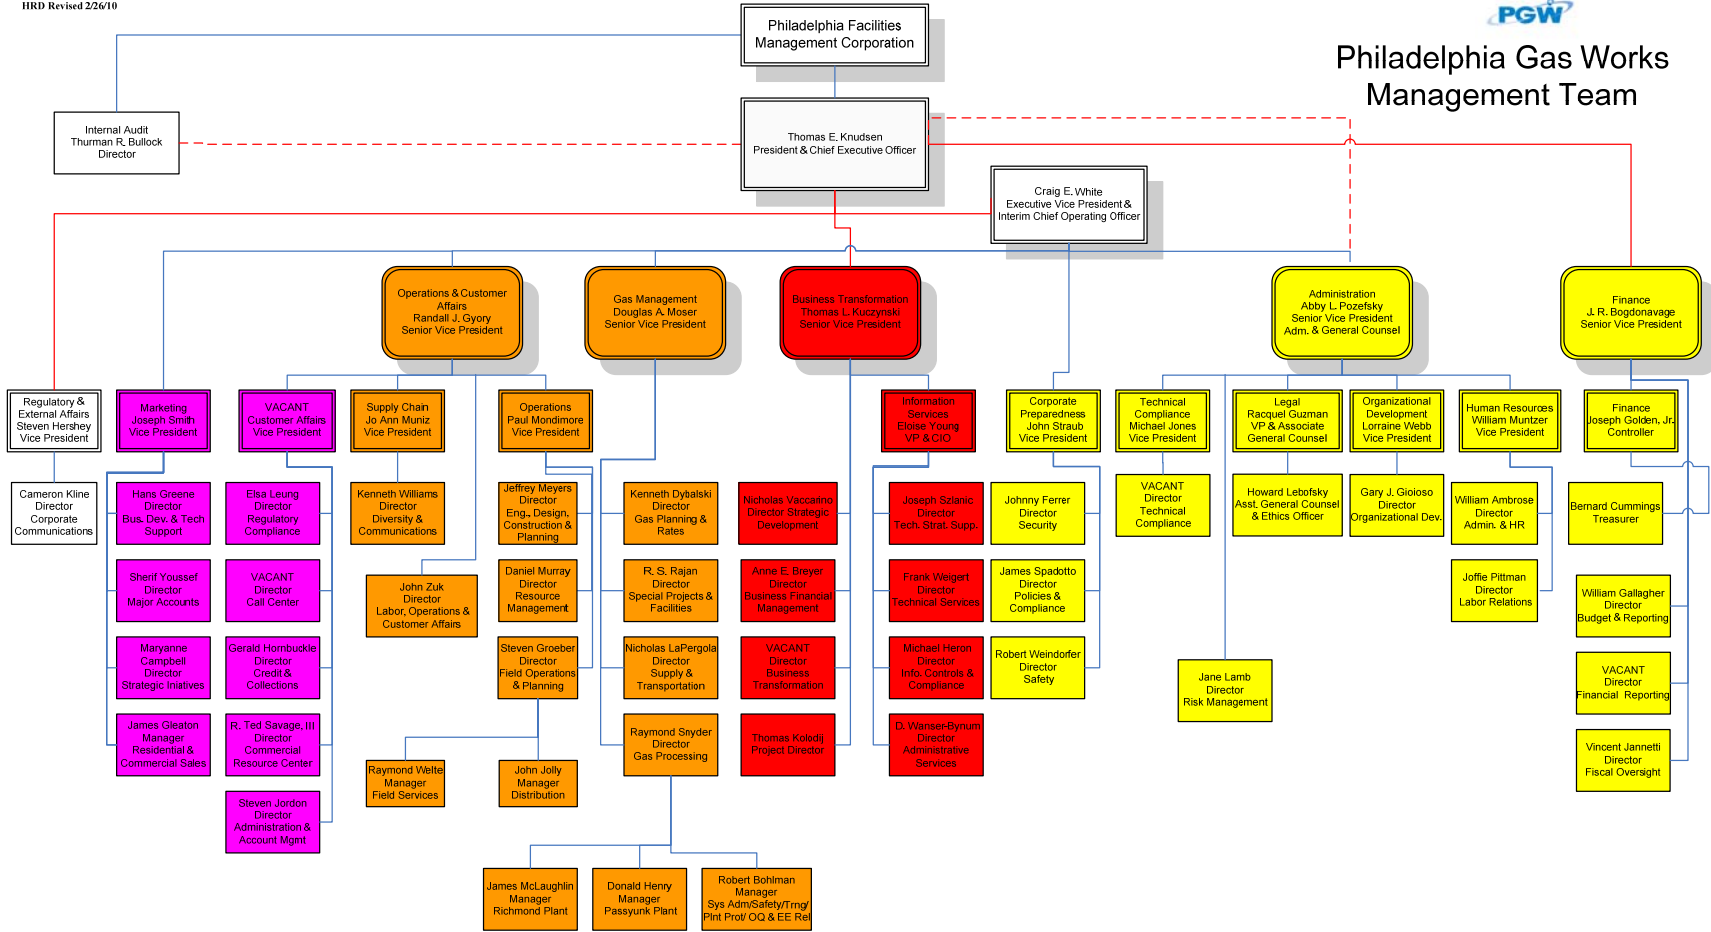 HRD Revised 2/26/10
PGW
Philadelphia Gas Works
Management Team
Philadelphia Facilities
Management Corporation
Internal Audit
Thurman R. Bullock
Director
Thomas E. Knudsen
President & Chief Executive Officer
Craig E. White
Executive Vice President &
Interim Chief Operating Officer
Operations & Customer
Affairs
Randall J. Gyory
Senior Vice President
Gas Management
Douglas A. Moser
Senior Vice President
Business Transformation
Thomas L. Kuczynski
Senior Vice President
Administration
Abby L. Pozefsky
Senior Vice President
Adm. & General Counsel
Finance
J. R. Bogdonavage
Senior Vice President
Regulatory &
External Affairs
Steven Hershey
Vice President
Marketing
Joseph Smith
Vice President
VACANT
Customer Affairs
Vice President
Supply Chain
Jo Ann Muniz
Vice President
Operations
Paul Mondimore
Vice President
Information
Services
Eloise Young
VP & CIO
Corporate
Preparedness
John Straub
Vice President
Technical
Compliance
Michael Jones
Vice President
Legal
Racquel Guzman
VP & Associate
General Counsel
Organizational
Development
Lorraine Webb
Vice President
Human Resources
William Muntzer
Vice President
Finance
Joseph Golden, Jr.
Controller
Cameron Kline
Director
Corporate
Communications
Hans Greene
Director
Bus. Dev. & Tech
Support
Elsa Leung
Director
Regulatory
Compliance
Kenneth Williams
Director
Diversity &
Communications
Jeffrey Meyers
Director
Eng., Design,
Construction &
Planning
Kenneth Dybalski
Director
Gas Planning &
Rates
Nicholas Vaccarino
Director Strategic
Development
Joseph Szlanic
Director
Tech. Strat. Supp.
Johnny Ferrer
Director
Security
VACANT
Director
Technical
Compliance
Howard Lebofsky
Asst. General Counsel
& Ethics Officer
Gary J. Gioioso
Director
Organizational Dev.
William Ambrose
Director
Admin. & HR
Bernard Cummings
Treasurer
Sherif Youssef
Director
Major Accounts
VACANT
Director
Call Center
John Zuk
Director
Labor, Operations &
Customer Affairs
Daniel Murray
Director
Resource
Management
R. S. Rajan
Director
Special Projects &
Facilities
Anne E. Breyer
Director
Business Financial
Management
Frank Weigert
Director
Technical Services
James Spadotto
Director
Policies &
Compliance
Joffie Pittman
Director
Labor Relations
William Gallagher
Director
Budget & Reporting
Maryanne
Campbell
Director
Strategic Iniatives
Gerald Hornbuckle
Director
Credit &
Collections
Steven Groeber
Director
Field Operations
& Planning
Nicholas LaPergola
Director
Supply &
Transportation
VACANT
Director
Business
Transformation
Michael Heron
Director
Info. Controls &
Compliance
Robert Weindorfer
Director
Safety
Jane Lamb
Director
Risk Management
VACANT
Director
Financial Reporting
James Gleaton
Manager
Residential &
Commercial Sales
R. Ted Savage, III
Director
Commercial
Resource Center
Raymond Snyder
Director
Gas Processing
Thomas Kolodij
Project Director
D. Wanser-Bynum
Director
Administrative
Services
Vincent Jannetti
Director
Fiscal Oversight
Raymond Welte
Manager
Field Services
John Jolly
Manager
Distribution
Steven Jordon
Director
Administration &
Account Mgmt
James McLaughlin
Manager
Richmond Plant
Donald Henry
Manager
Passyunk Plant
Robert Bohlman
Manager
Sys Adm/Safety/Trng/
Plnt Prot/ OQ & EE Rel